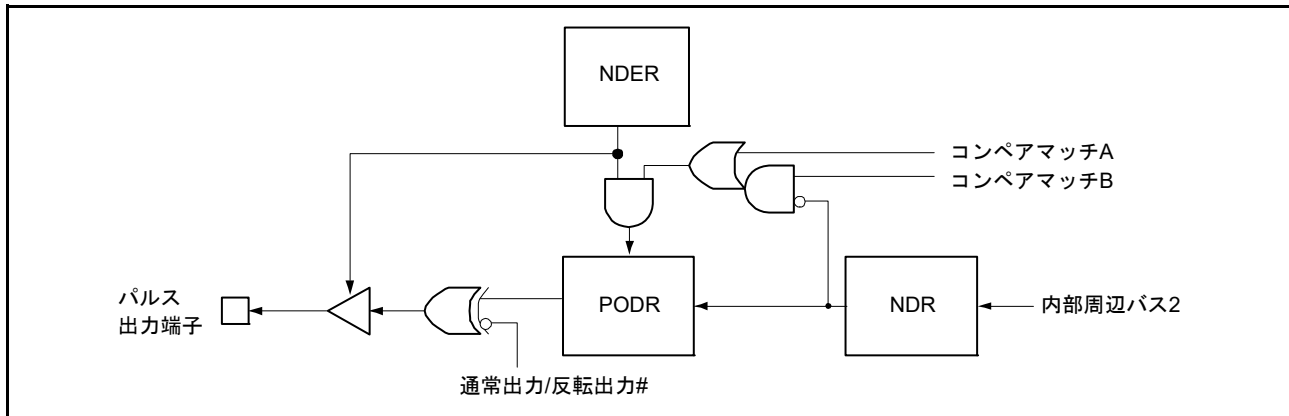 NDER
コンペアマッチA
コンペアマッチB
パルス
出力端子
PODR
NDR
内部周辺バス2
通常出力/反転出力#